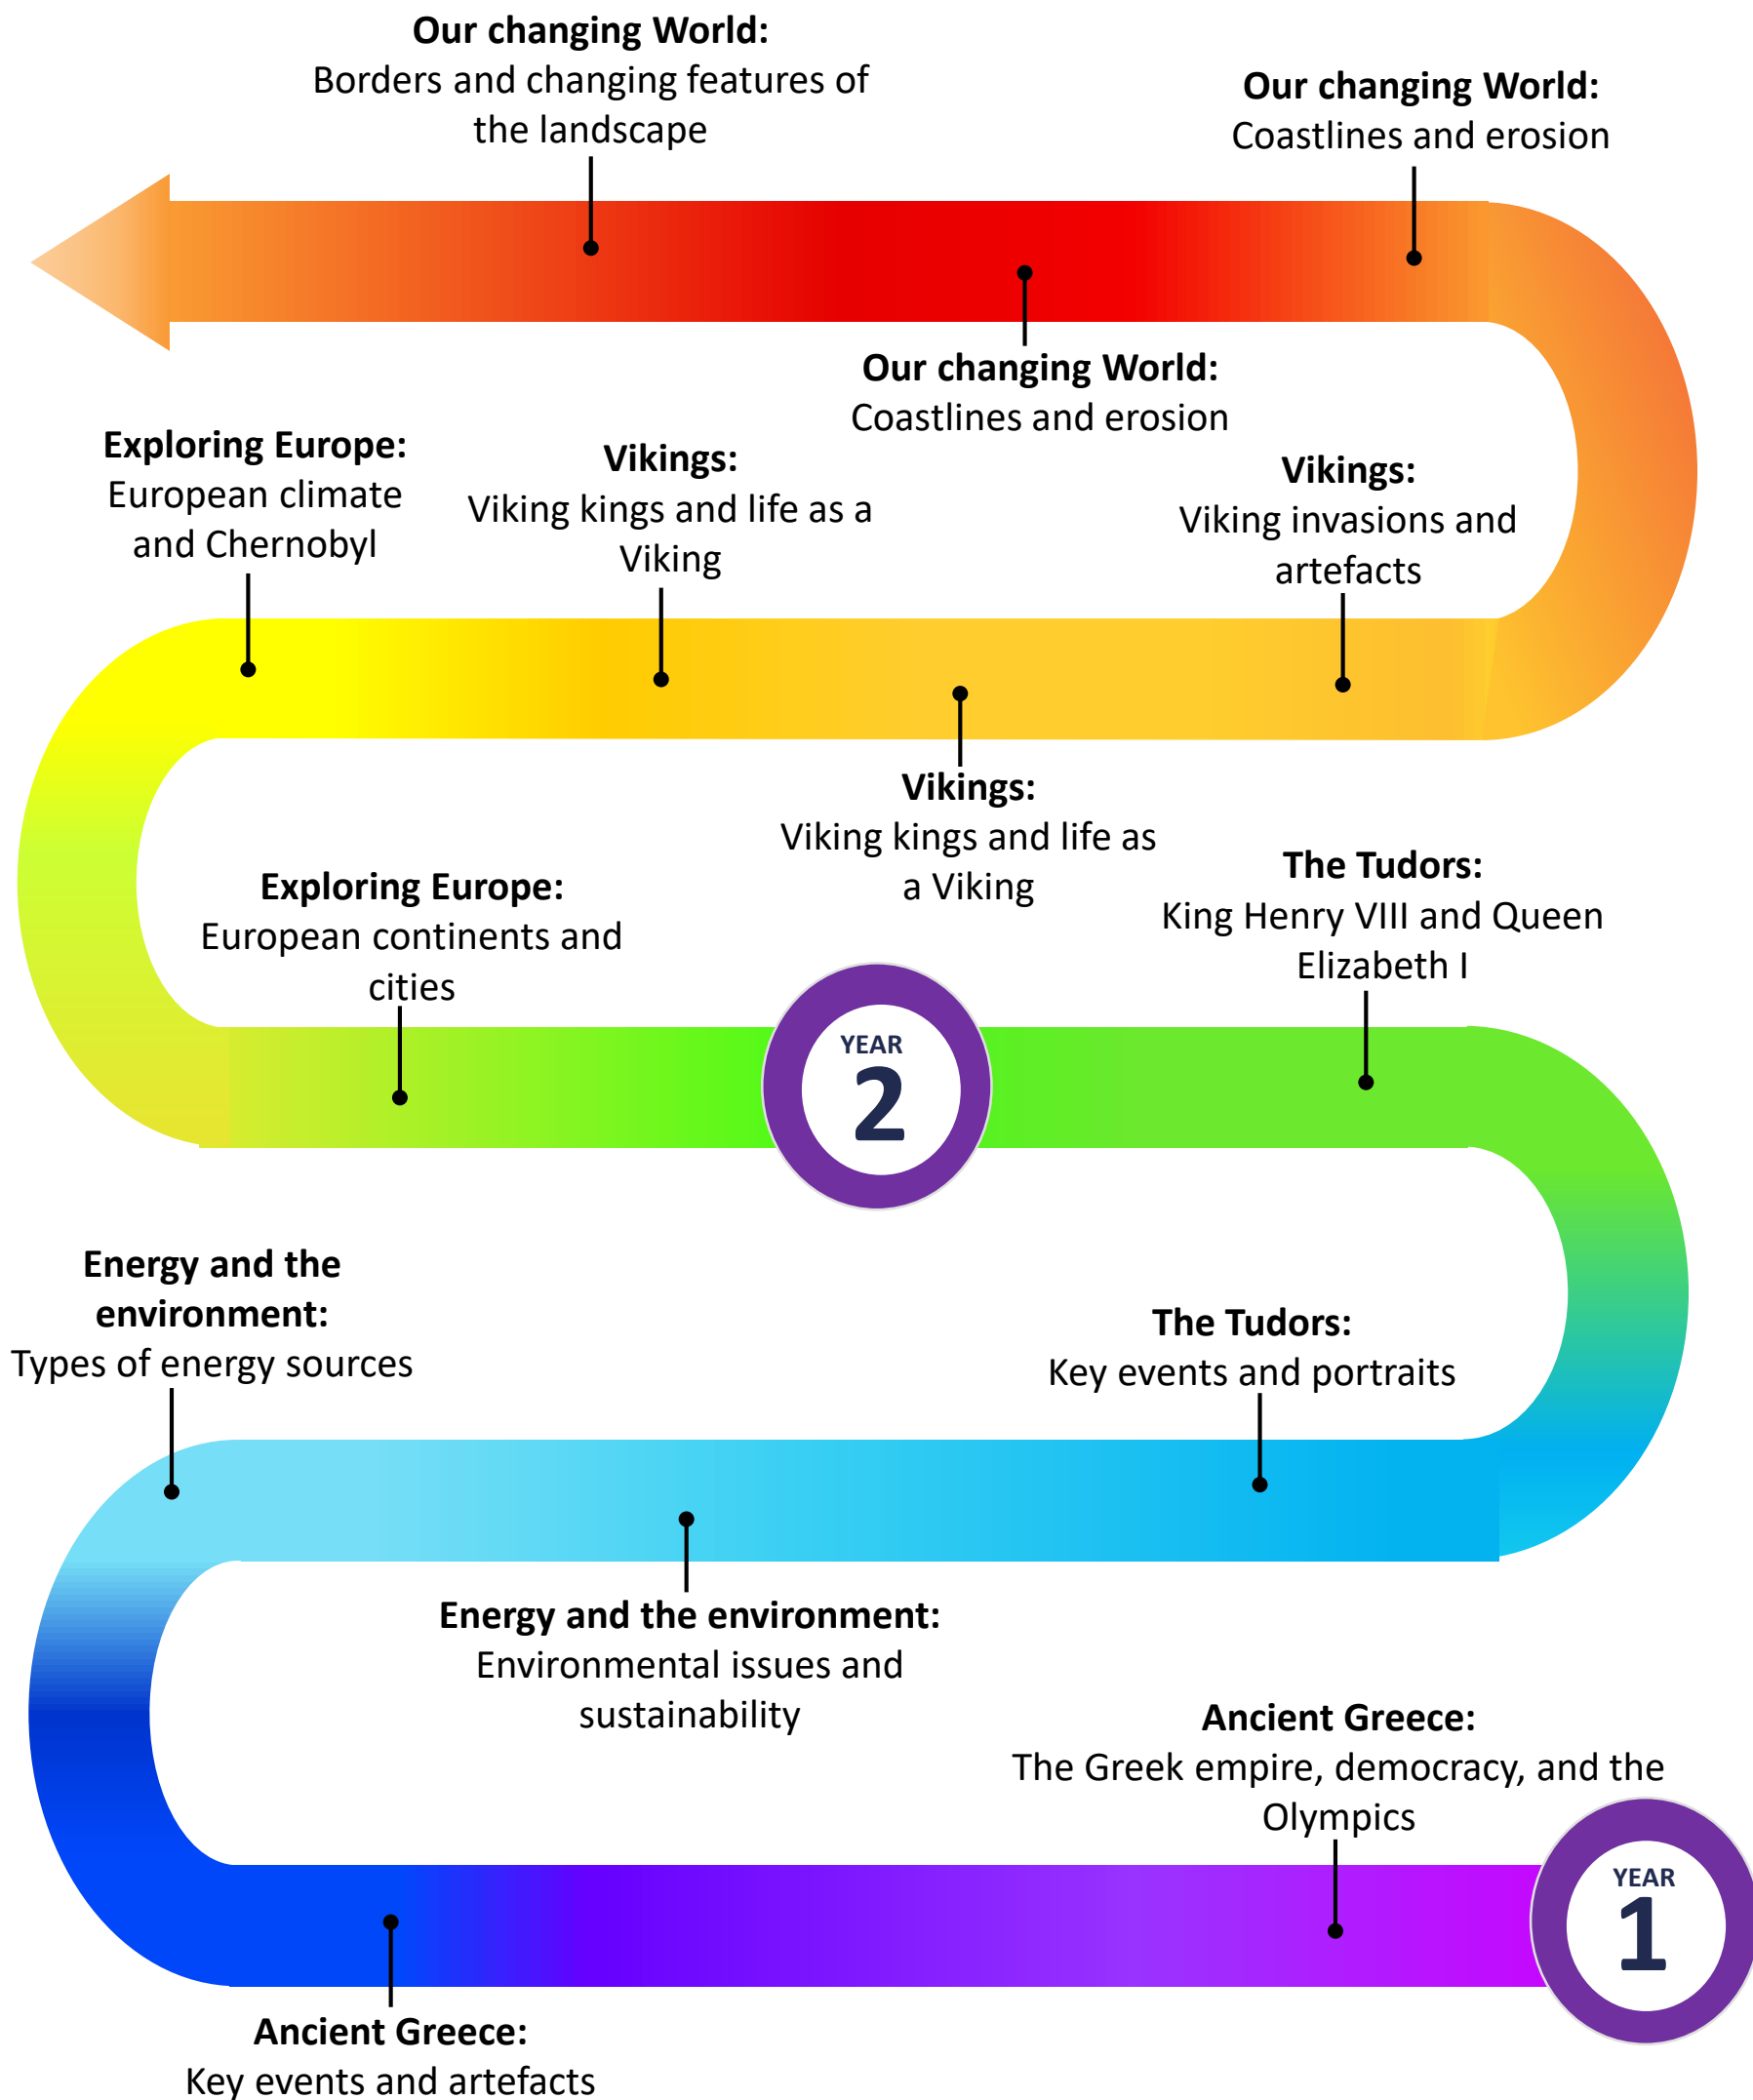 Our changing World:
Borders and changing features of
the landscape
Our changing World:
Coastlines and erosion
Our changing World:
Coastlines and erosion
Exploring Europe:
European climate
and Chernobyl
Vikings:
Viking kings and life as a
Viking
Vikings:
Viking invasions and
artefacts
Vikings:
Viking kings and life as
a Viking
Exploring Europe:
European continents and
cities
The Tudors:
King Henry VIII and Queen
Elizabeth I
YEAR
2
Energy and the
environment:
Types of energy sources
The Tudors:
Key events and portraits
Energy and the environment:
Environmental issues and
sustainability
Ancient Greece:
The Greek empire, democracy, and the
Olympics
YEAR
1
Ancient Greece:
Key events and artefacts